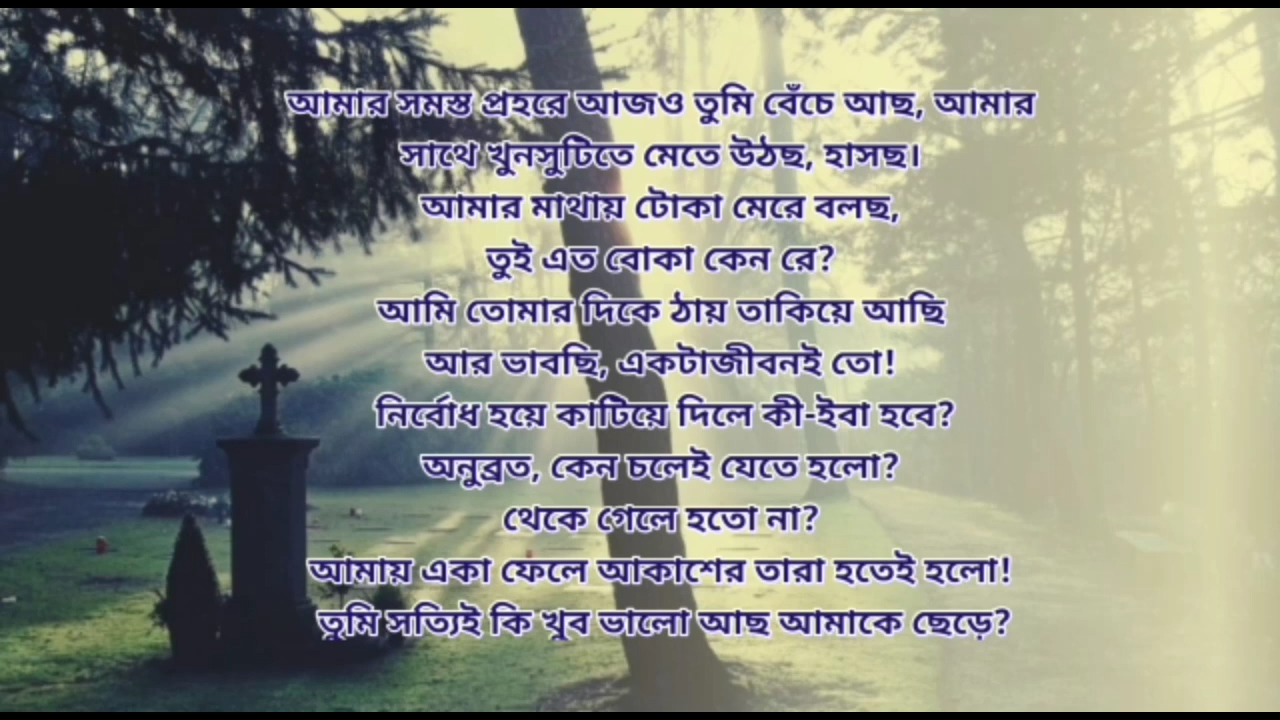 আমার সমস্ত প্রহরে আজও তুমি বেঁচে আছ, আমার
সাথে খুনসুটিতে মেতে উঠছ, হাসছ।
আমার মাথায় টোকা মেরে বলছ,
তুই এত বোকা কেন রে?
আমি তোমার দিকে ঠায় তাকিয়ে আছি
আর ভাবছি, একটাজীবনই তো!
নির্বোধ হয়ে কাটিয়ে দিলে কী-ইবা হবে?
অনুব্রত, কেন চলেই যেতে হলো?
থেকে গেলে হতো না?
আমায় একা ফেলে আকাশের তারা হতেই হলো!
তুমি সত্যিই কি খুব ভালো আছ আমাকে ছেড়ে?